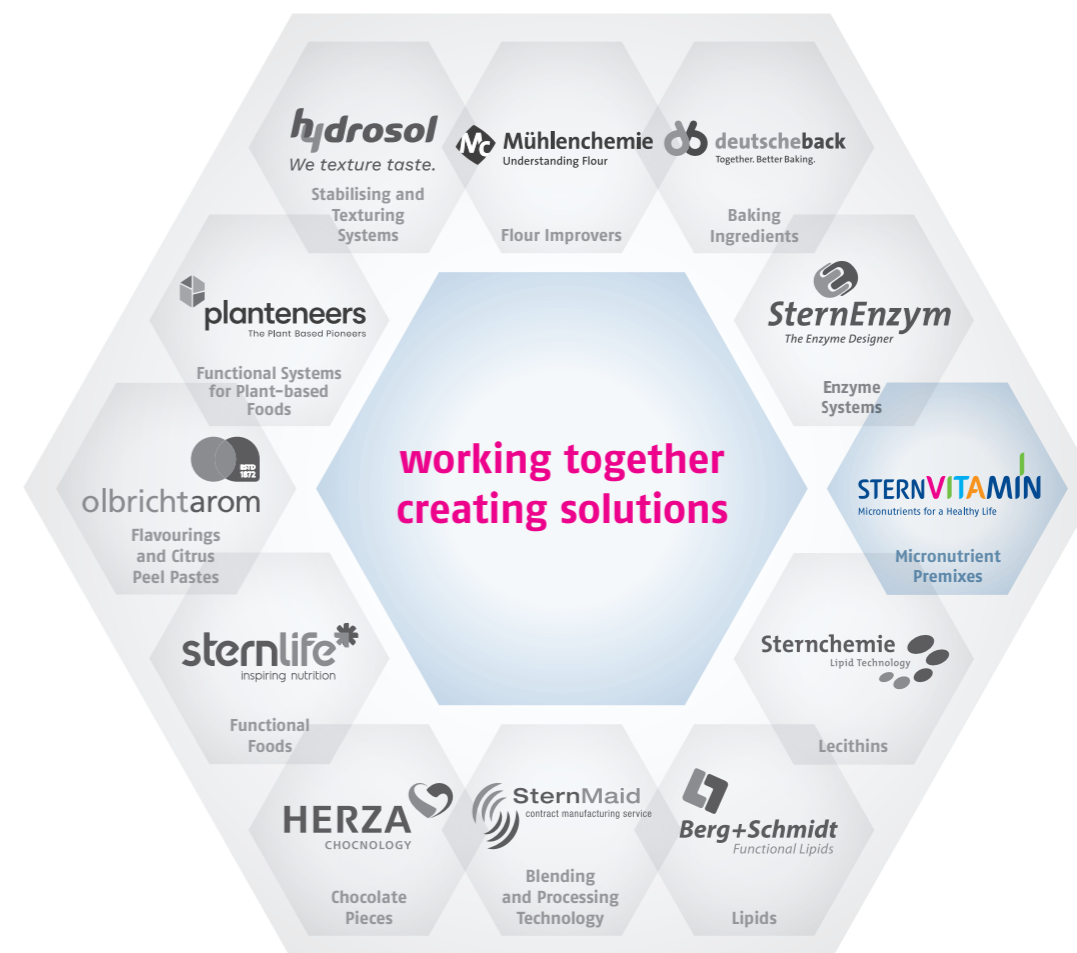 hydrosol
We texture taste.
Stabilising and
Texturing
Systems
Mc Mühlenchemie
Understanding Flour
Flour Improvers
deutscheback
Together. Better Baking.
Baking
Ingredients
planteneers
The Plant Based Pioneers
Functional Systems
for Plant-based
Foods
SternEnzym
The Enzyme Designer
Enzyme
Systems
ESTD
1872
olbrichtarom
Flavourings
and Citrus
Peel Pastes
working together
creating solutions
STERNVITAMIN
Micronutrients for a Healthy Life
Micronutrient
Premixes
sternlife
inspiring nutrition
Functional
Foods
Sternchemie
Lipid Technology
Lecithins
HERZA
CHOCNOLOGY
Chocolate
Pieces
SternMaid
contract manufacturing service
Blending
and Processing
Technology
Berg+Schmidt
Functional Lipids
Lipids